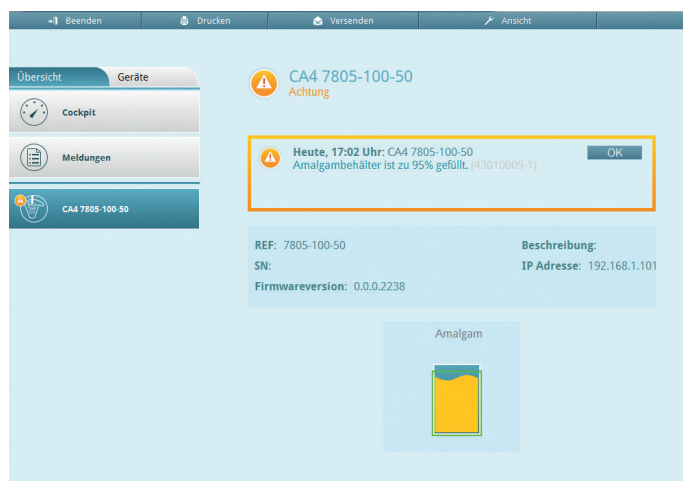 Beenden Drucken Versenden Ansicht
Übersicht Geräte
Cockpit
Meldungen
CA4 7805-100-50
CA4 7805-100-50
Achtung
Heute, 17:02 Uhr: CA4 7805-100-50 OK
Amalgambehälter ist zu 95% gefüllt. (43010009-1)
REF: 7805-100-50 Beschreibung:
SN: IP Adresse: 192.168.1.101
Firmwareversion: 0.0.0.2238
Amalgam